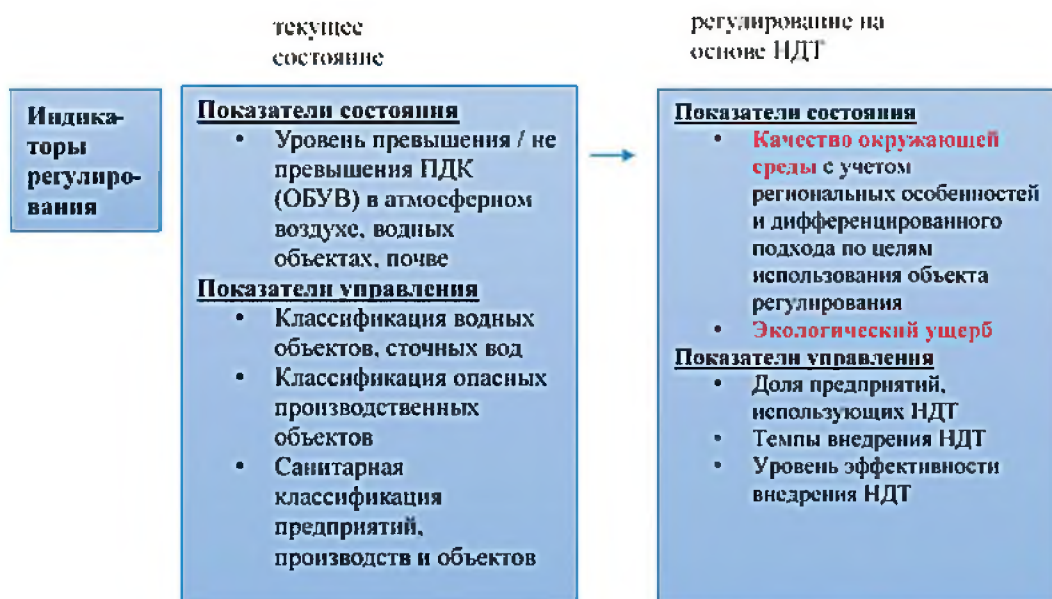 текущее
состояние
регулирование на
основе НДТ
Индика-
торы
регулиро-
вания
Показатели состояния
• Уровень превышения / не
превышения ПДК
(ОБУВ) в атмосферном
воздухе, водных
объектах, почве
Показатели управления
• Классификация водных
объектов, сточных вод
• Классификация опасных
производственных
объектов
• Санитарная
классификация
предприятий,
производств и объектов
Показатели состояния
• Качество окружающей
среды с учетом
региональных особенностей
и дифференцированного
подхода по целям
использования объекта
регулирования
• Экологический ущерб
Показатели управления
• Доля предприятий,
использующих НДТ
• Темпы внедрения НДТ
• Уровень эффективности
внедрения НДТ